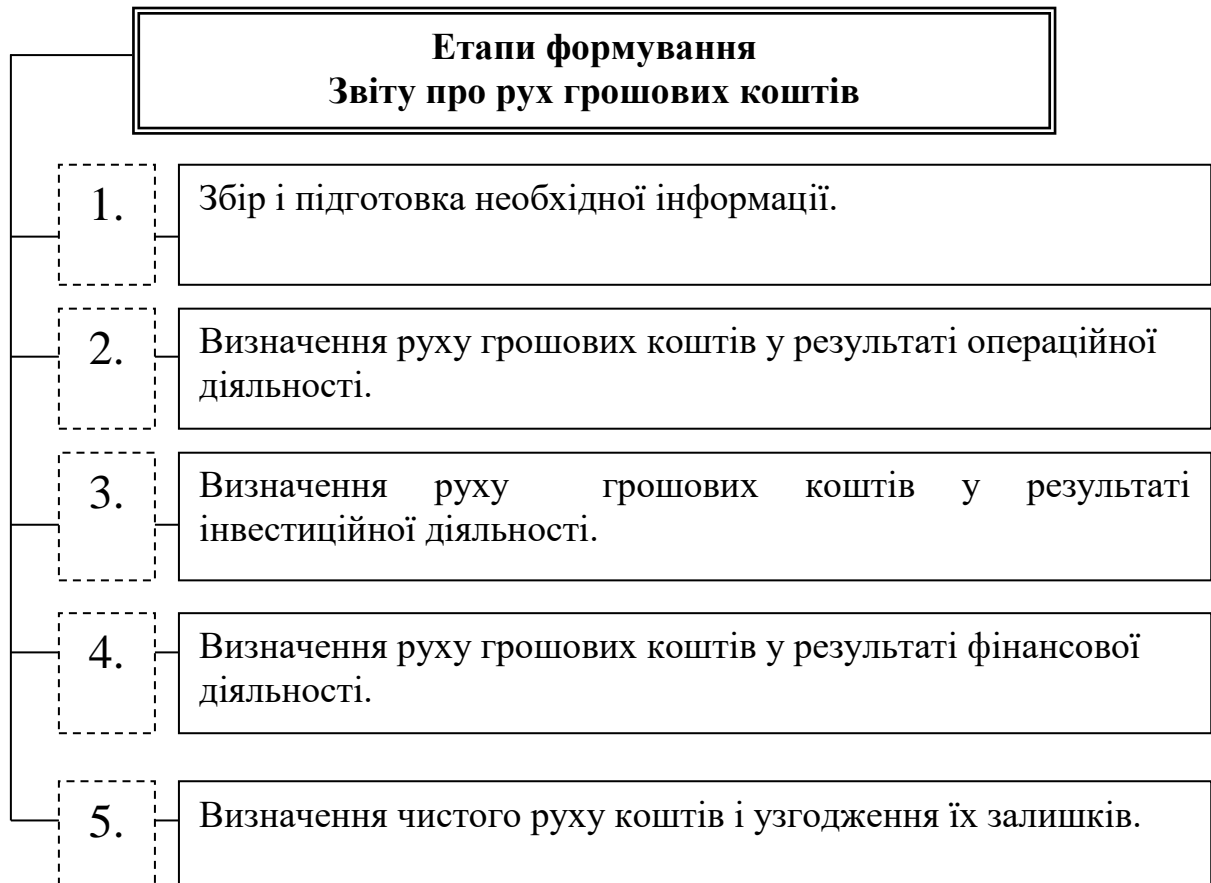 Етапи формування
Звіту про рух грошових коштів
1.
Збір і підготовка необхідної інформації.
2.
Визначення руху грошових коштів у результаті операційної
діяльності.
3.
Визначення руху грошових коштів у результаті
інвестиційної діяльності.
4.
Визначення руху грошових коштів у результаті фінансової
діяльності.
5.
Визначення чистого руху коштів і узгодження їх залишків.